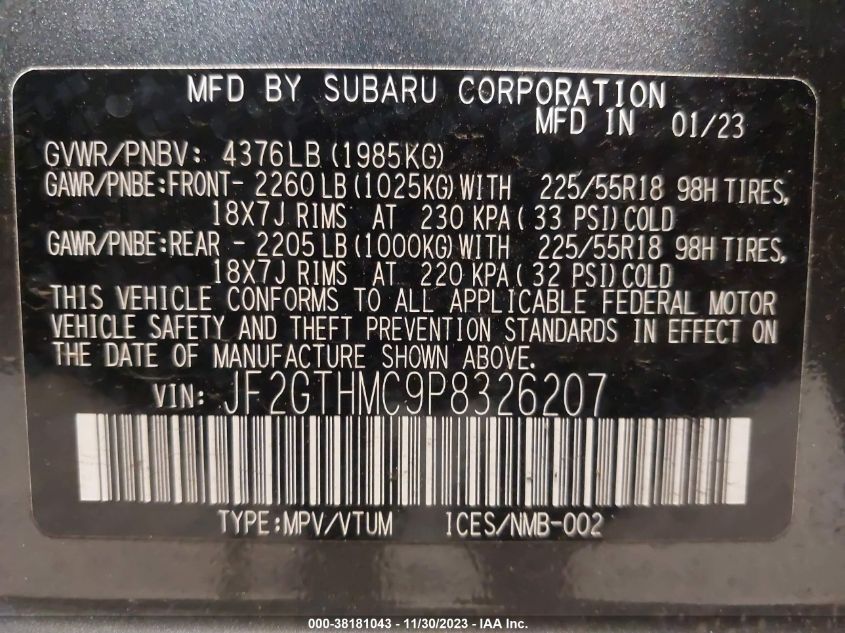 MFD BY SUBARU CORPORATION
MFD IN 01/23
GVWR/PNBV: 4376LB (1985KG)
GAWR/PNBE:FRONT- 2260 LB (1025KG) WITH 225/55R18 98H TIRES,
18X7J RIMS AT 230 KPA ( 33 PSI) COLD
GAWR/PNBE:REAR - 2205 LB (1000KG) WITH 225/55R18 98H TIRES,
18X7J RIMS AT 220 KPA ( 32 PSI) COLD
THIS VEHICLE CONFORMS TO ALL APPLICABLE FEDERAL MOTOR
VEHICLE SAFETY AND THEFT PREVENTION STANDARDS IN EFFECT ON
THE DATE OF MANUFACTURE SHOWN ABOVE.
VIN: JF2GTHMC9P8326207
TYPE:MPV/VTUM ICES/NMB-002
000-38181043 - 11/30/2023 - IAA Inc.